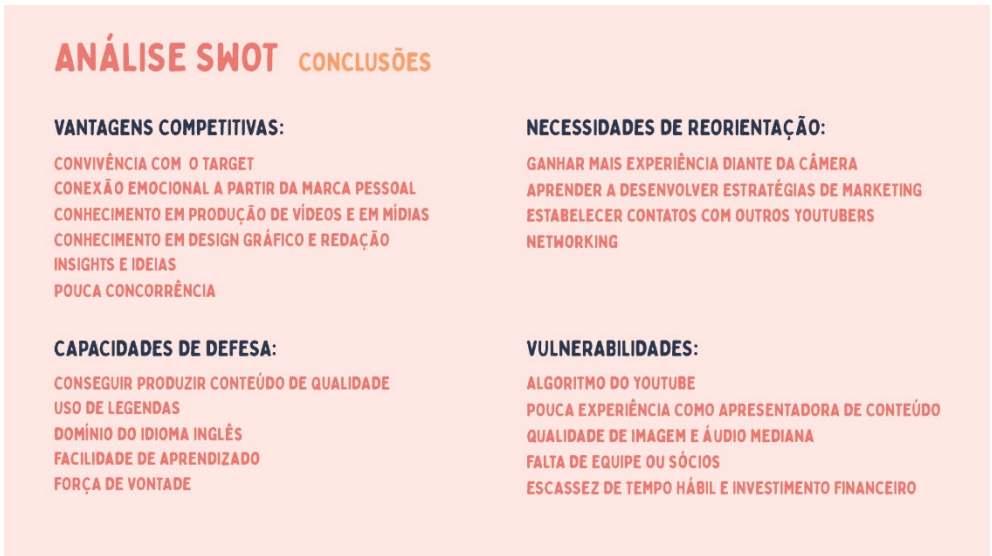 ANÁLISE SWOT CONCLUSÕES
VANTAGENS COMPETITIVAS:
CONVIVÊNCIA COM O TARGET
CONEXÃO EMOCIONAL A PARTIR DA MARCA PESSOAL
CONHECIMENTO EM PRODUÇÃO DE VÍDEOS E EM MÍDIAS
CONHECIMENTO EM DESIGN GRÁFICO E REDAÇÃO
INSIGHTS E IDEIAS
POUCA CONCORRÊNCIA
NECESSIDADES DE REORIENTAÇÃO:
GANHAR MAIS EXPERIÊNCIA DIANTE DA CÂMERA
APRENDER A DESENVOLVER ESTRATÉGIAS DE MARKETING
ESTABELECER CONTATOS COM OUTROS YOUTUBERS
NETWORKING
CAPACIDADES DE DEFESA:
CONSEGUIR PRODUZIR CONTEÚDO DE QUALIDADE
USO DE LEGENDAS
DOMÍNIO DO IDIOMA INGLÊS
FACILIDADE DE APRENDIZADO
FORÇA DE VONTADE
VULNERABILIDADES:
ALGORITMO DO YOUTUBE
POUCA EXPERIÊNCIA COMO APRESENTADORA DE CONTEÚDO
QUALIDADE DE IMAGEM E ÁUDIO MEDIANA
FALTA DE EQUIPE OU SÓCIOS
ESCASSEZ DE TEMPO HÁBIL E INVESTIMENTO FINANCEIRO